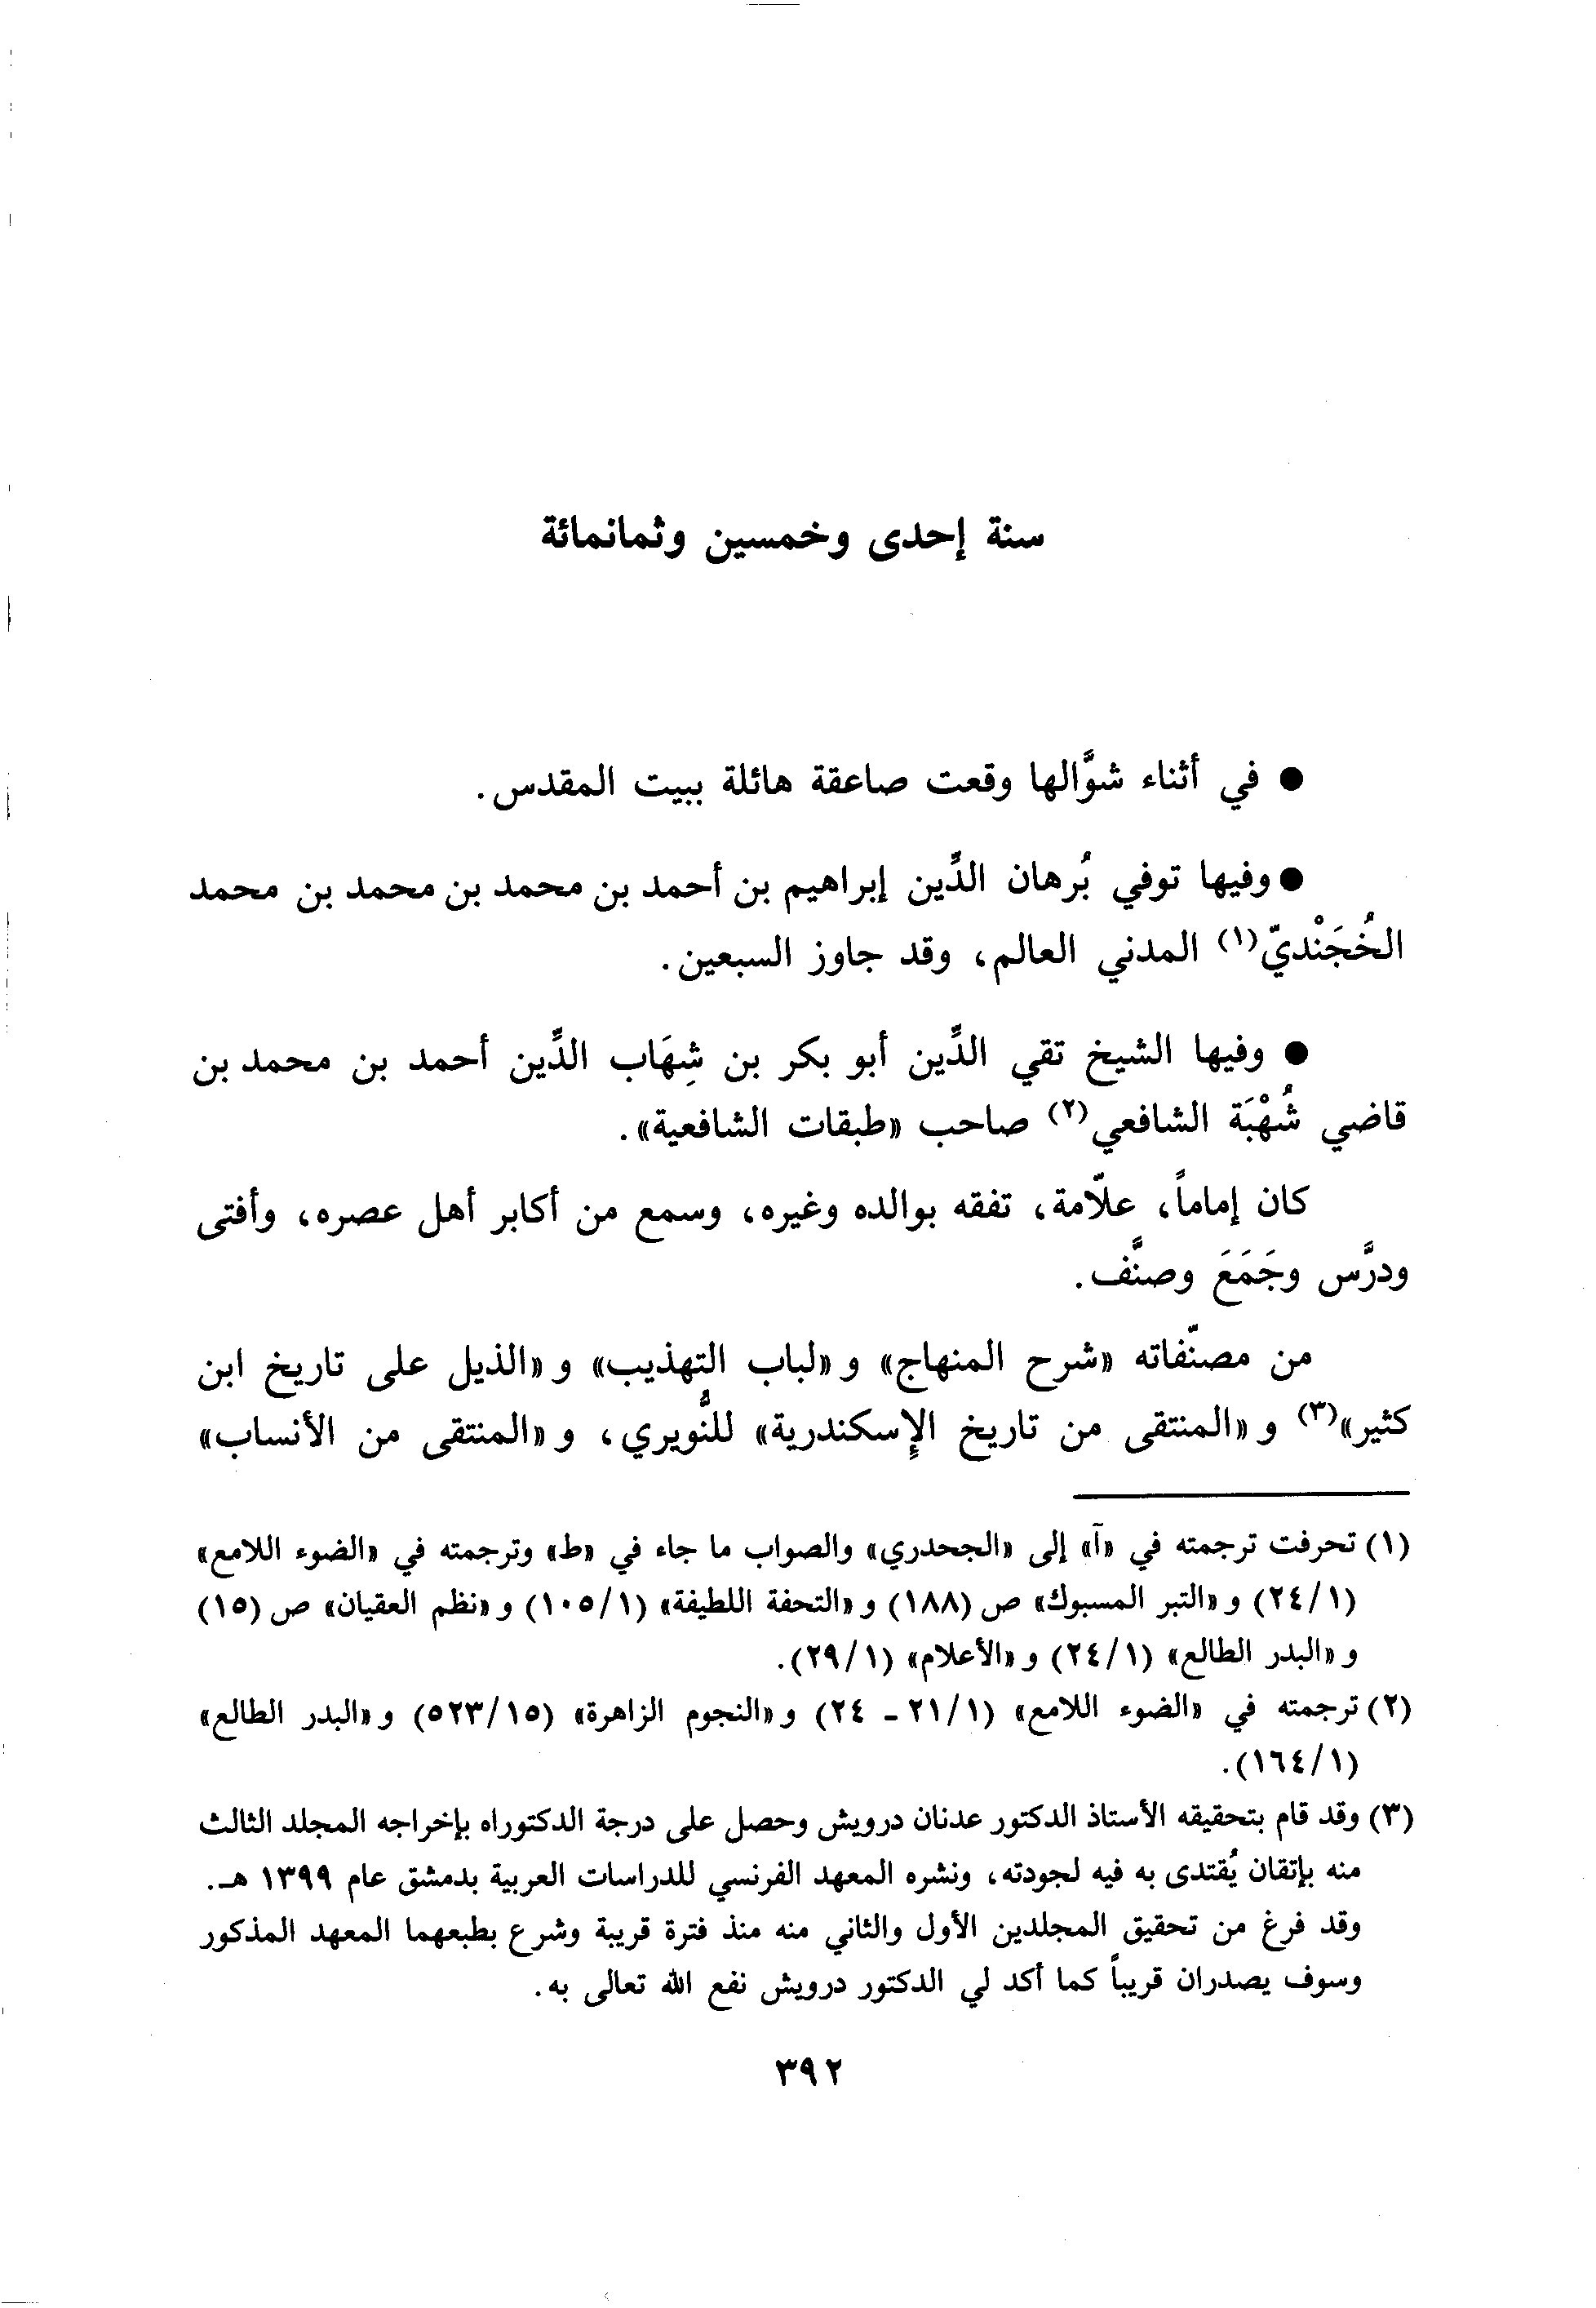 سنة إحدى وخمسين وثمانمائة
● في أثناء شوَّالها وقعت صاعقة هائلة ببيت المقدس.
● وفيها توفي بُرهان الدِّين إبراهيم بن أحمد بن محمد بن محمد بن محمد
الخُجَنْديّ(١) المدني العالم، وقد جاوز السبعين.
● وفيها الشيخ تقي الدِّين أبو بكر بن شِهَاب الدِّين أحمد بن محمد بن
قاضي شُهْبَة الشافعي(٢) صاحب «طبقات الشافعية».
كان إماماً، علاّمة، تفقه بوالده وغيره، وسمع من أكابر أهل عصره، وأفتى
ودرَّس وجَمَعَ وصنَّف.
من مصنّفاته «شرح المنهاج» و «لباب التهذيب» و «الذيل على تاريخ ابن
كثير»(٣) و «المنتقى من تاريخ الإسكندرية» للنُّويري، و «المنتقى من الأنساب»
(١) تحرفت ترجمته في «آ» إلى «الجحدري» والصواب ما جاء في «ط» وترجمته في «الضوء اللامع»
(٢٤/١) و «التبر المسبوك» ص (١٨٨) و «التحفة اللطيفة» (١٠٥/١) و «نظم العقيان» ص (١٥)
و «البدر الطالع» (٢٤/١) و «الأعلام» (٢٩/١).
(٢) ترجمته في «الضوء اللامع» (٢١/١ - ٢٤) و «النجوم الزاهرة» (٥٢٣/١٥) و «البدر الطالع»
(١٦٤/١).
(٣) وقد قام بتحقيقه الأستاذ الدكتور عدنان درويش وحصل على درجة الدكتوراه بإخراجه المجلد الثالث
منه بإتقان يُقتدى به فيه لجودته، ونشره المعهد الفرنسي للدراسات العربية بدمشق عام ١٣٩٩ هـ.
وقد فرغ من تحقيق المجلدين الأول والثاني منه منذ فترة قريبة وشرع بطبعهما المعهد المذكور
وسوف يصدران قريباً كما أكد لي الدكتور درويش نفع الله تعالى به.
٣٩٢